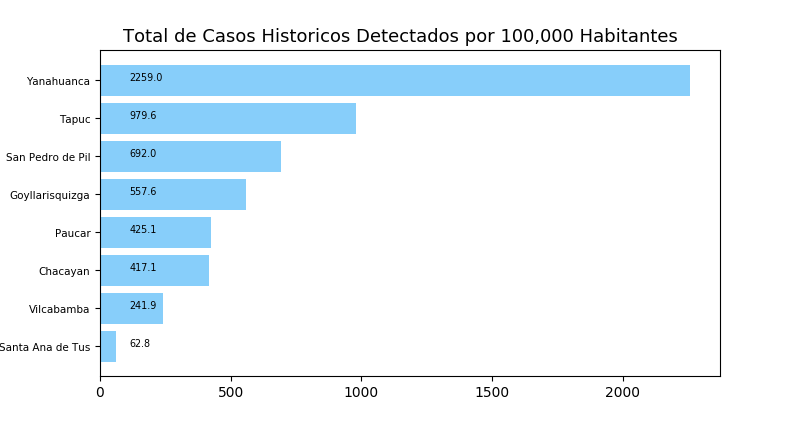 Total de Casos Historicos Detectados por 100,000 Habitantes
Yanahuanca 2259.0
Tapuc 979.6
San Pedro de Pil 692.0
Goyllarisquizga 557.6
Paucar 425.1
Chacayan 417.1
Vilcabamba 241.9
Santa Ana de Tus 62.8
0 500 1000 1500 2000